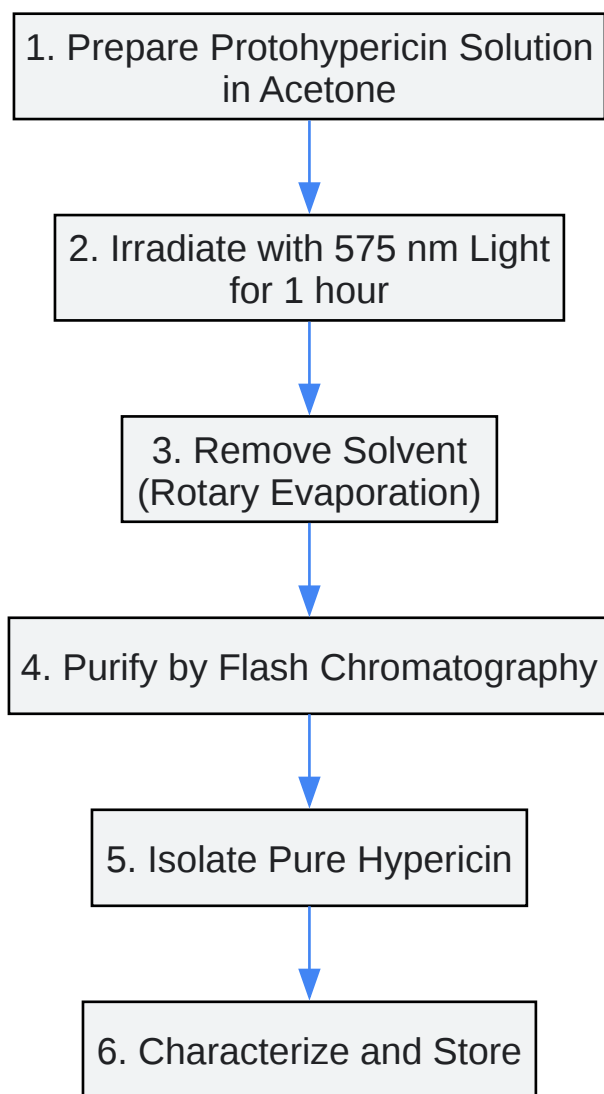 1. Prepare Protohypericin Solution
in Acetone
2. Irradiate with 575 nm Light
for 1 hour
3. Remove Solvent
(Rotary Evaporation)
4. Purify by Flash Chromatography
5. Isolate Pure Hypericin
6. Characterize and Store